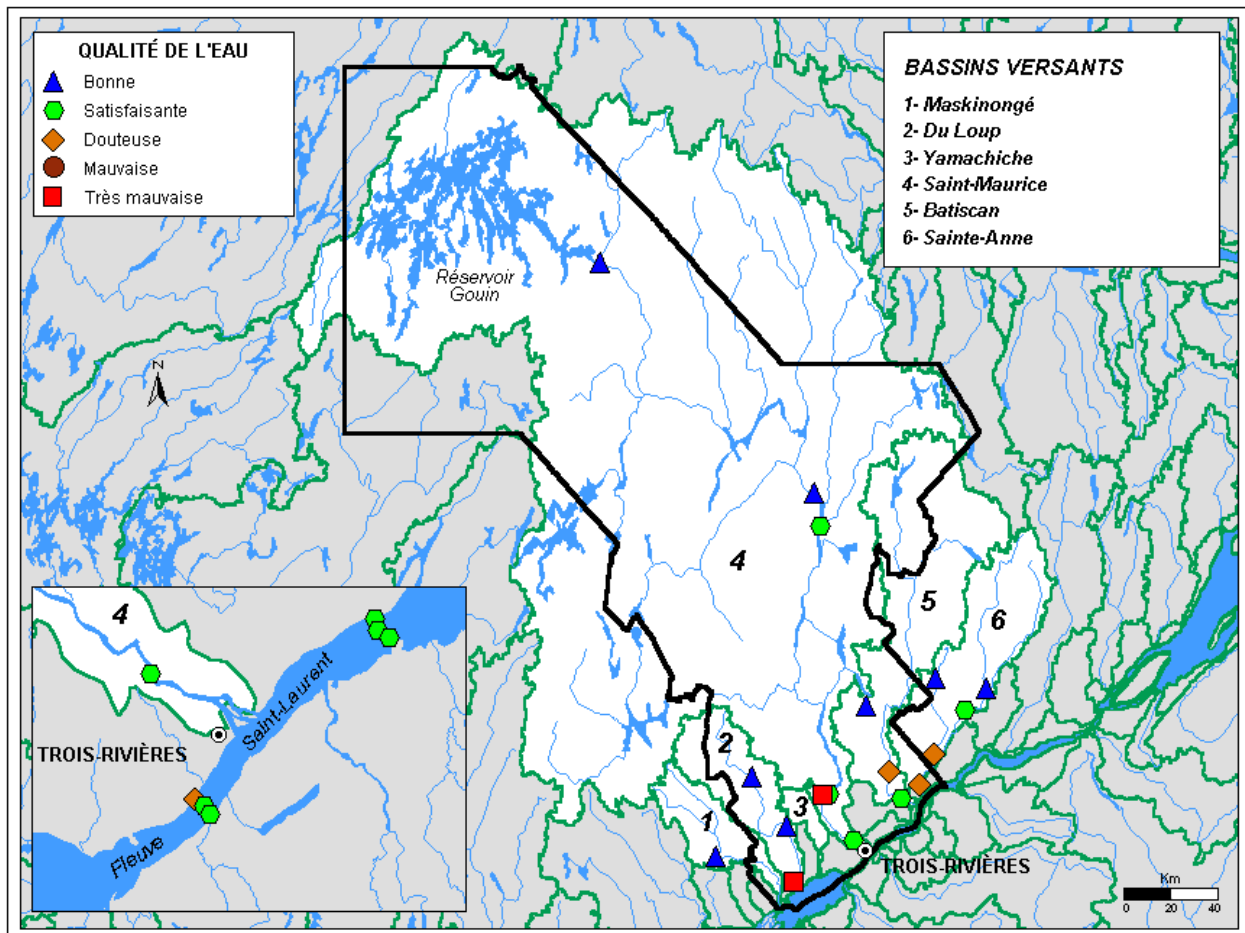 QUALITÉ DE L'EAU
Bonne
Satisfaisante
Douteuse
Mauvaise
Très mauvaise
BASSINS VERSANTS
1- Maskinongé
2- Du Loup
3- Yamachiche
4- Saint-Maurice
5- Batiscan
6- Sainte-Anne
Réservoir
Gouin
N
4
5
6
2
3
1
TROIS-RIVIÈRES
4
Saint-Laurent
TROIS-RIVIÈRES
Fleuve
Km
0 20 40